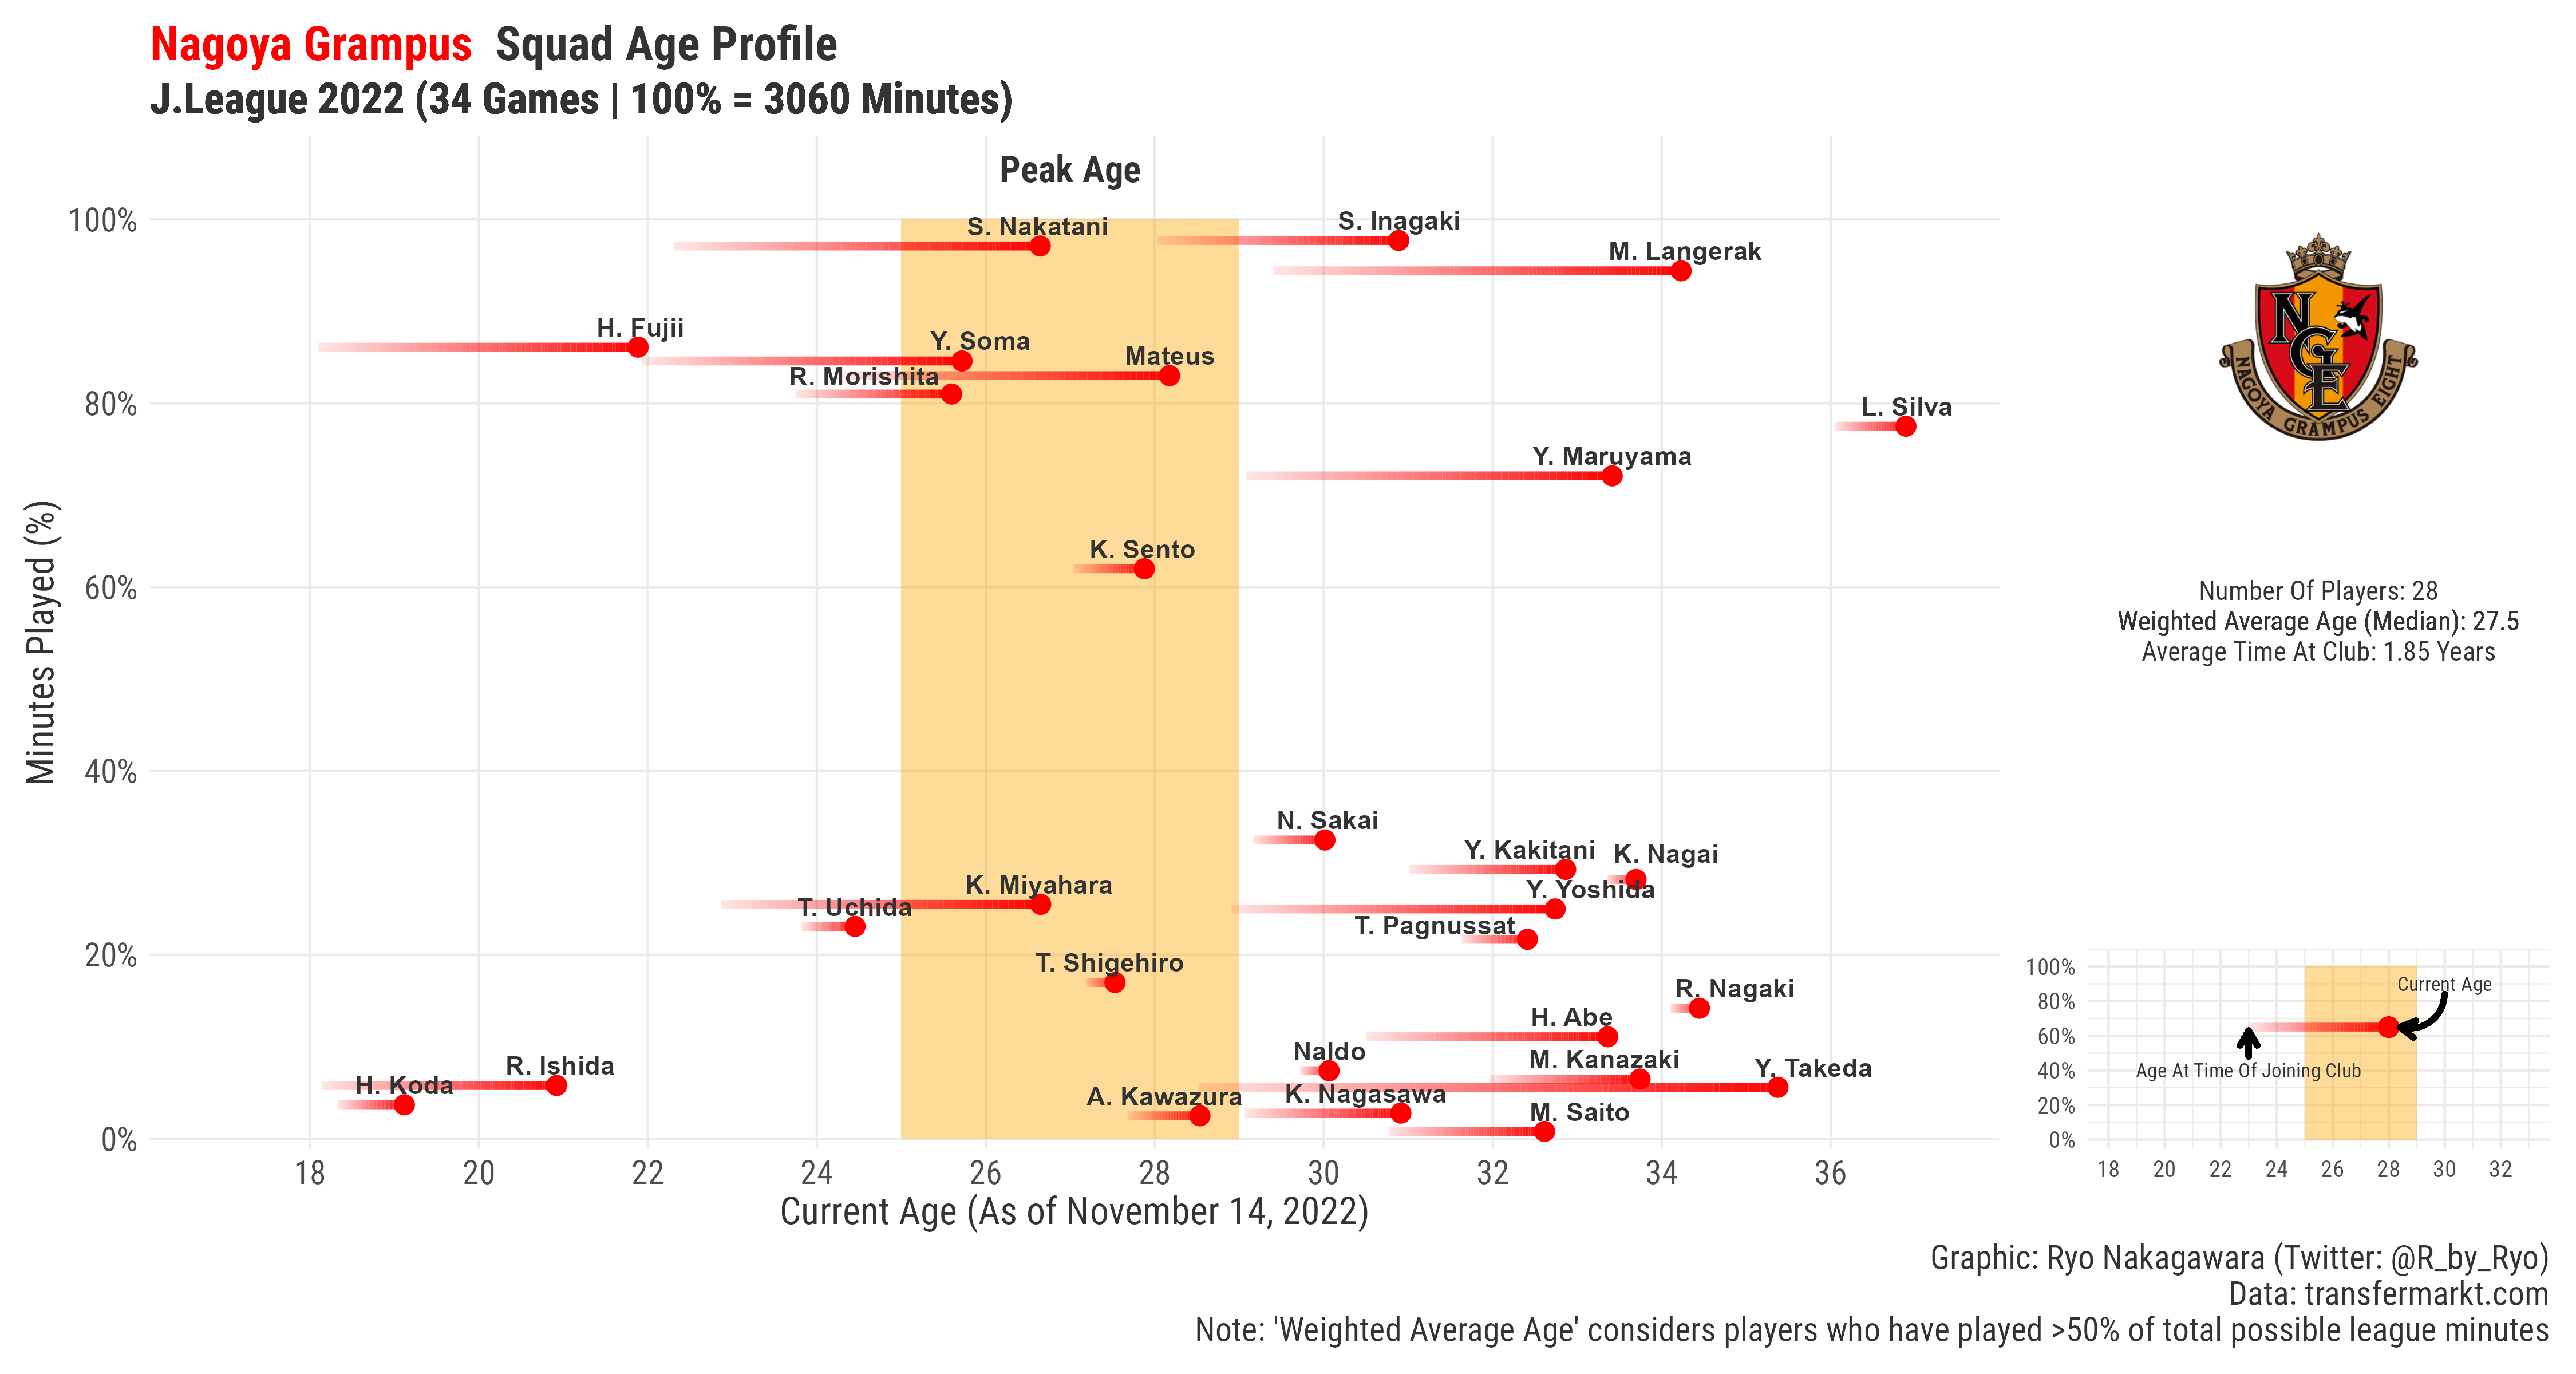 Nagoya Grampus Squad Age Profile
J.League 2022 (34 Games | 100% = 3060 Minutes)
Peak Age
Minutes Played (%)
100%
80%
60%
40%
20%
0%
S. Nakatani
S. Inagaki
M. Langerak
H. Fujii
Y. Soma
Mateus
R. Morishita
L. Silva
Y. Maruyama
K. Sento
N. Sakai
Y. Kakitani
K. Nagai
K. Miyahara
Y. Yoshida
T. Uchida
T. Pagnussat
T. Shigehiro
R. Nagaki
H. Abe
Naldo
M. Kanazaki
R. Ishida
Y. Takeda
H. Koda
A. Kawazura
K. Nagasawa
M. Saito
18 20 22 24 26 28 30 32 34 36
Current Age (As of November 14, 2022)
NGE
NAGOYA GRAMPUS EIGHT
Number Of Players: 28
Weighted Average Age (Median): 27.5
Average Time At Club: 1.85 Years
100%
80%
60%
40%
20%
0%
Current Age
Age At Time Of Joining Club
18 20 22 24 26 28 30 32
Graphic: Ryo Nakagawara (Twitter: @R_by_Ryo)
Data: transfermarkt.com
Note: 'Weighted Average Age' considers players who have played >50% of total possible league minutes